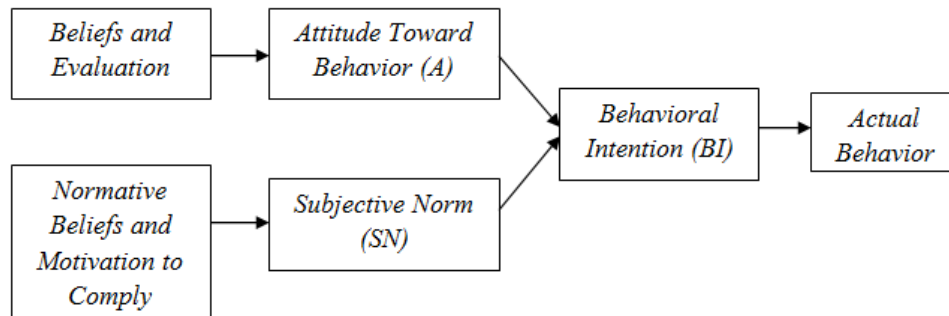 Beliefs and
Evaluation
Attitude Toward
Behavior (A)
Behavioral
Intention (BI)
Actual
Behavior
Normative
Beliefs and
Motivation to
Comply
Subjective Norm
(SN)